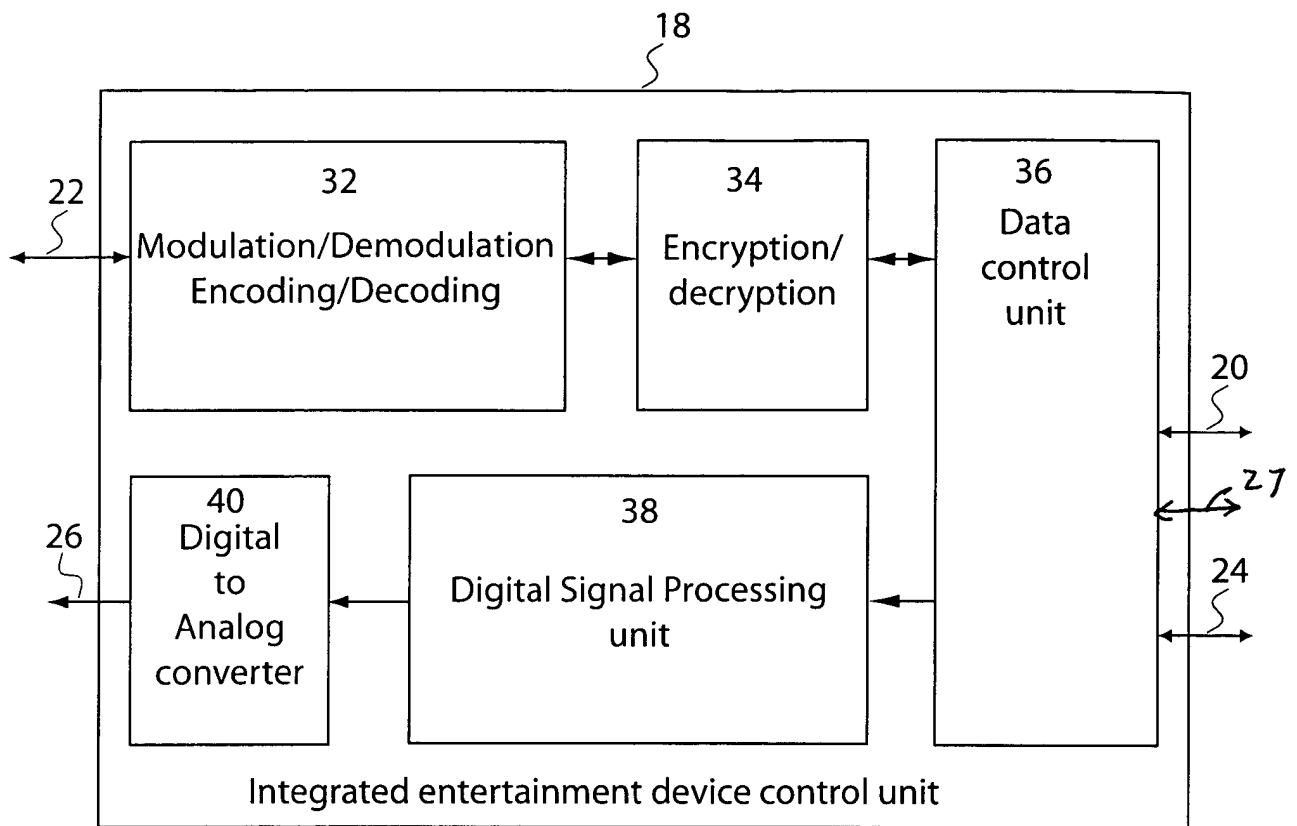 18
22
32
Modulation/Demodulation
Encoding/Decoding
34
Encryption/
decryption
36
Data
control
unit
20
27
24
26
40
Digital
to
Analog
converter
38
Digital Signal Processing
unit
Integrated entertainment device control unit